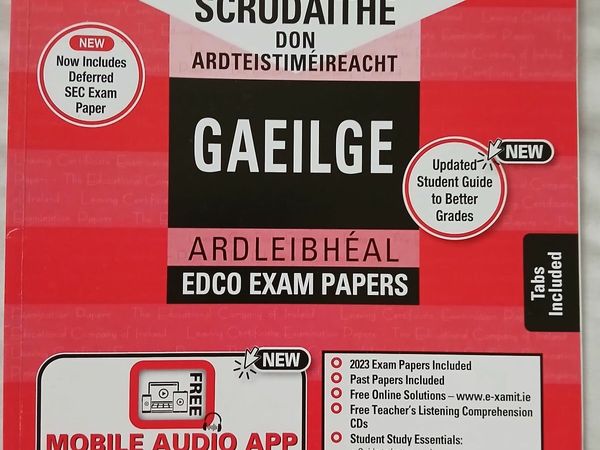 SCRÚDAITHE
DON
ARDTEISTIMÉIREACHT
NEW
Now Includes
Deferred
SEC Exam
Paper
GAEILGE
NEW
Updated
Student Guide
to Better
Grades
ARDLEIBHÉAL
EDCO EXAM PAPERS
Tabs
Included
NEW
FREE
MOBILE AUDIO APP
2023 Exam Papers Included
Past Papers Included
Free Online Solutions – www.e-xamit.ie
Free Teacher's Listening Comprehension
CDs
Student Study Essentials: